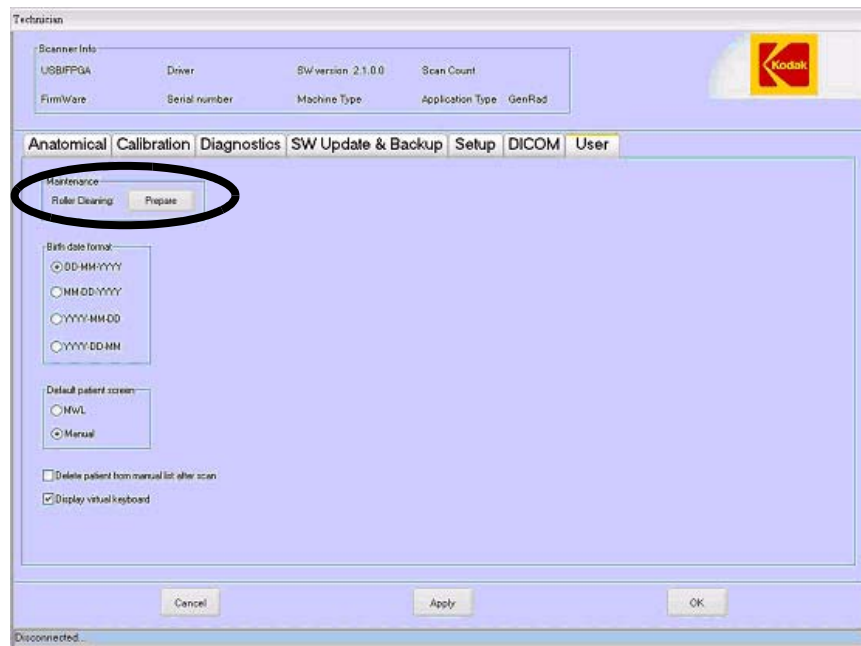 Technician
Scanner Info
USB/FPGA Driver SW version 2.1.0.0 Scan Count
FirmWare Serial number Machine Type Application Type GenRad
Kodak
Anatomical Calibration Diagnostics SW Update & Backup Setup DICOM User
Maintenance
Roller Cleaning: Prepare
Birth date format
DD-MM-YYYY
MM-DD-YYYY
YYYY-MM-DD
YYYY-DD-MM
Default patient screen
MWL
Manual
Delete patient from manual list after scan
Display virtual keyboard
Cancel Apply OK
Disconnected...